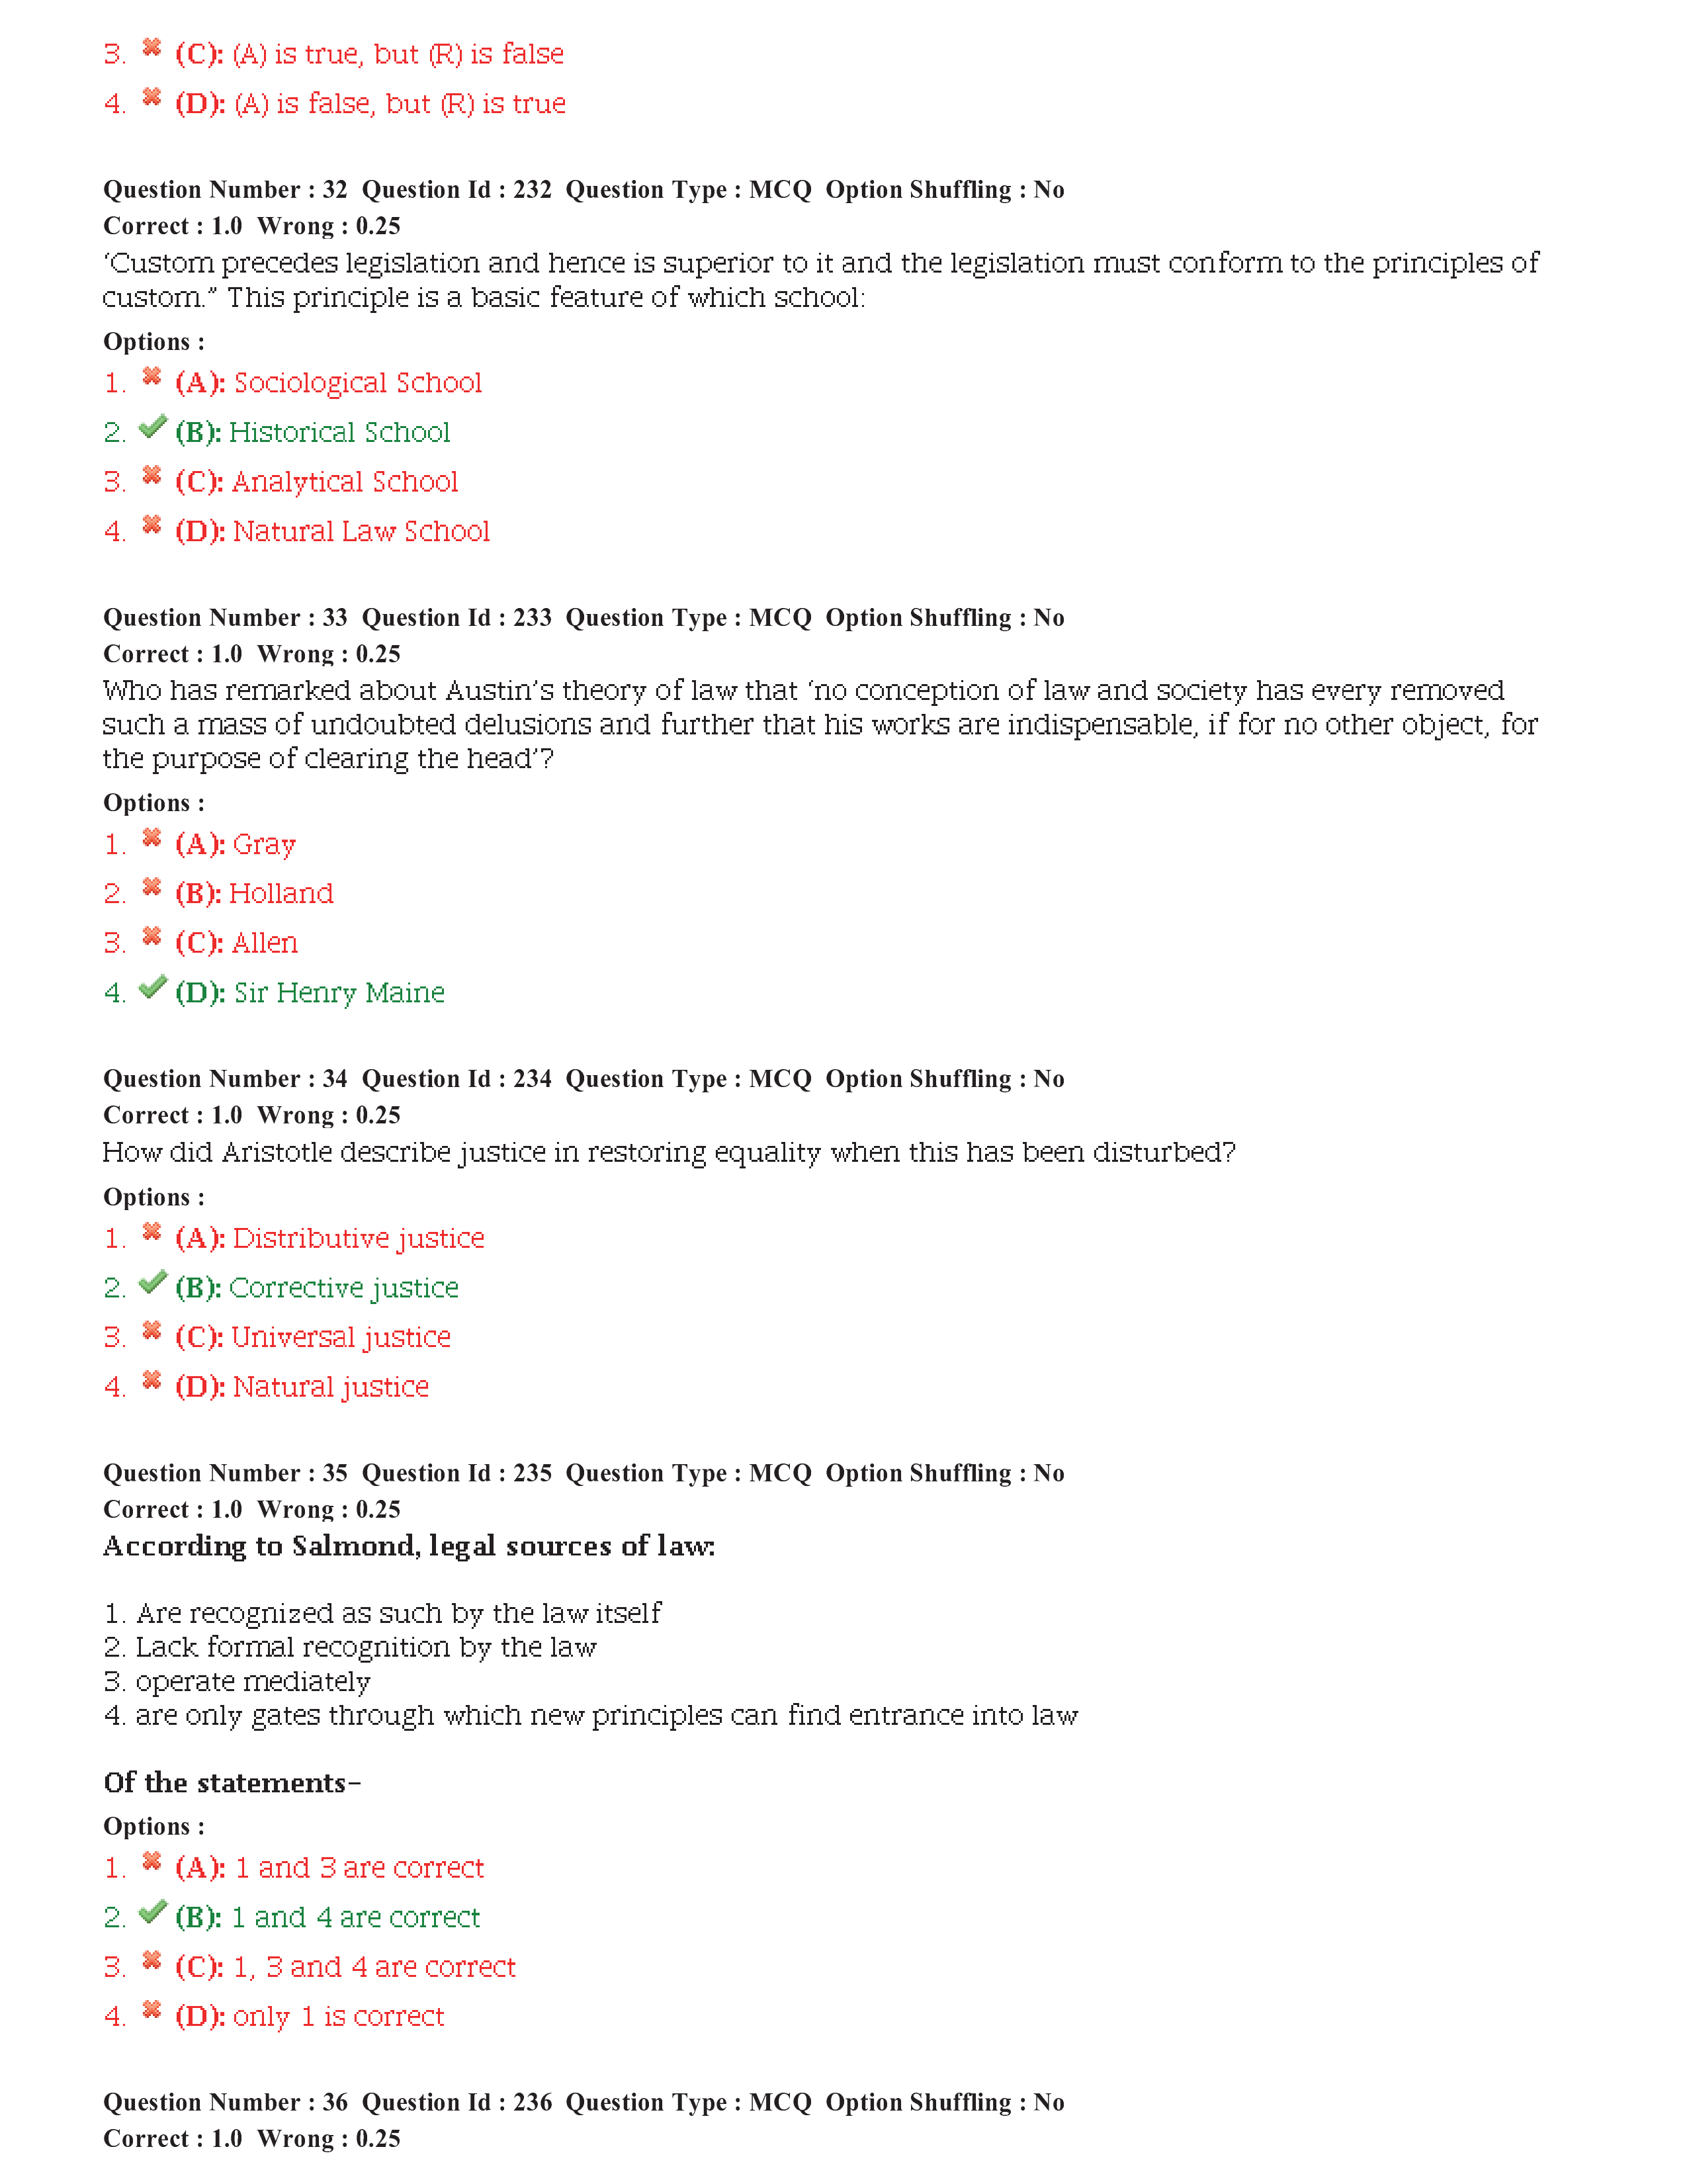 3. (C): (A) is true, but (R) is false
4. (D): (A) is false, but (R) is true
Question Number : 32 Question Id : 232 Question Type : MCQ Option Shuffling : No
Correct : 1.0 Wrong : 0.25
‘Custom precedes legislation and hence is superior to it and the legislation must conform to the principles of
custom.” This principle is a basic feature of which school:
Options :
1. (A): Sociological School
2. (B): Historical School
3. (C): Analytical School
4. (D): Natural Law School
Question Number : 33 Question Id : 233 Question Type : MCQ Option Shuffling : No
Correct : 1.0 Wrong : 0.25
Who has remarked about Austin’s theory of law that ‘no conception of law and society has every removed
such a mass of undoubted delusions and further that his works are indispensable, if for no other object, for
the purpose of clearing the head’?
Options :
1. (A): Gray
2. (B): Holland
3. (C): Allen
4. (D): Sir Henry Maine
Question Number : 34 Question Id : 234 Question Type : MCQ Option Shuffling : No
Correct : 1.0 Wrong : 0.25
How did Aristotle describe justice in restoring equality when this has been disturbed?
Options :
1. (A): Distributive justice
2. (B): Corrective justice
3. (C): Universal justice
4. (D): Natural justice
Question Number : 35 Question Id : 235 Question Type : MCQ Option Shuffling : No
Correct : 1.0 Wrong : 0.25
According to Salmond, legal sources of law:
1. Are recognized as such by the law itself
2. Lack formal recognition by the law
3. operate mediately
4. are only gates through which new principles can find entrance into law
Of the statements–
Options :
1. (A): 1 and 3 are correct
2. (B): 1 and 4 are correct
3. (C): 1, 3 and 4 are correct
4. (D): only 1 is correct
Question Number : 36 Question Id : 236 Question Type : MCQ Option Shuffling : No
Correct : 1.0 Wrong : 0.25